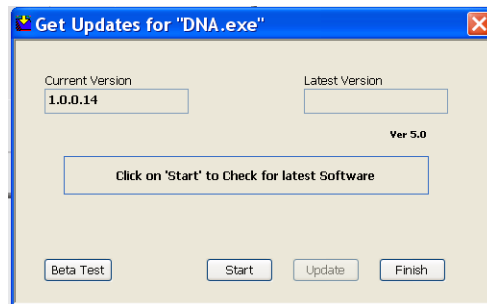 Get Updates for "DNA.exe"
Current Version
Latest Version
1.0.0.14
Ver 5.0
Click on 'Start' to Check for latest Software
Beta Test
Start
Update
Finish